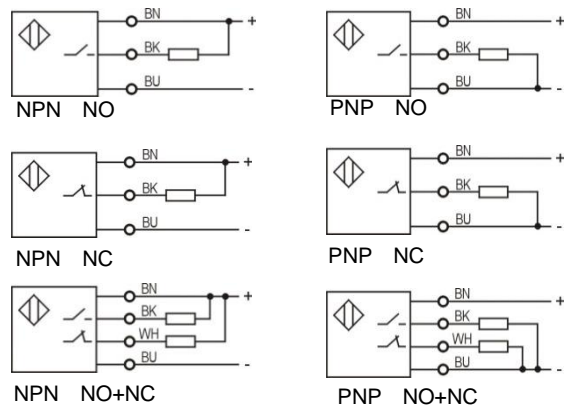 BN
+
BK
BU
-
NPN NO
BN
+
BK
BU
-
PNP NO
BN
+
BK
BU
-
NPN NC
BN
+
BK
BU
-
PNP NC
BN
+
BK
WH
BU
-
NPN NO+NC
BN
+
BK
WH
BU
-
PNP NO+NC